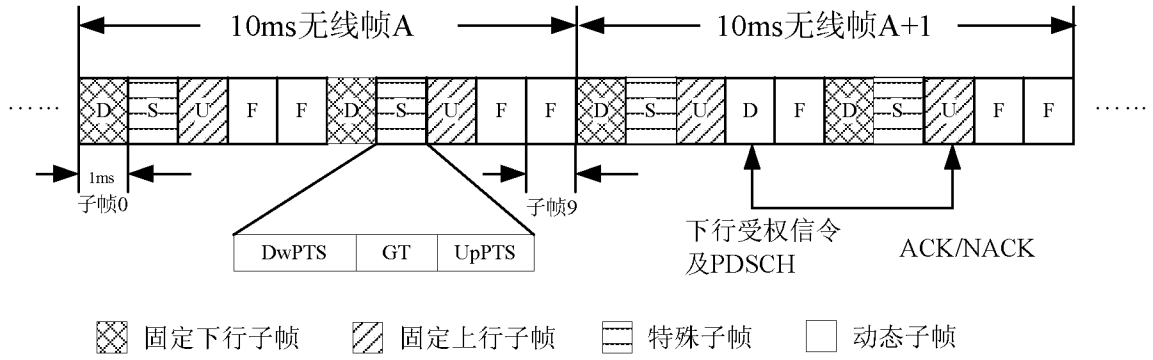 10ms无线帧A 10ms无线帧A+1
…… D S U F F D S U F F D S U D F D S U F F ……
1ms
子帧0 子帧9
下行受权信令
及PDSCH
ACK/NACK
DwPTS GT UpPTS
固定下行子帧 固定上行子帧 特殊子帧 动态子帧